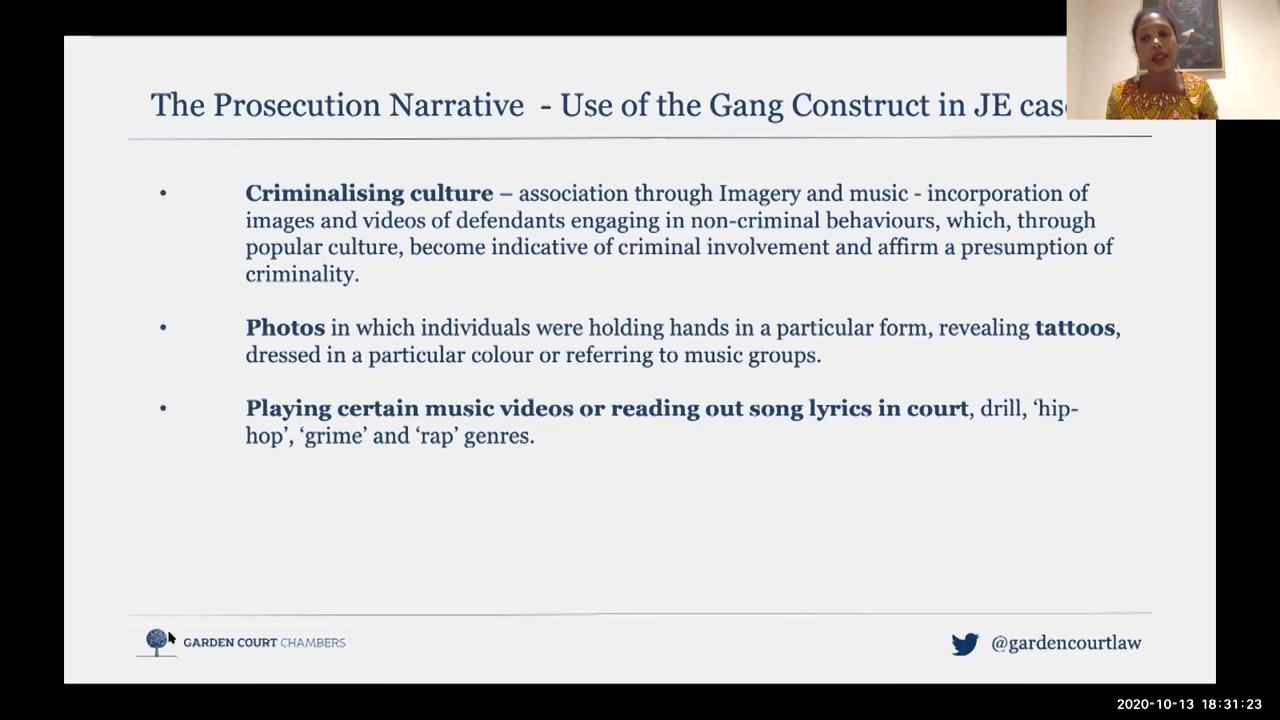 The Prosecution Narrative - Use of the Gang Construct in JE
• Criminalising culture – association through Imagery and music - incorporation of
images and videos of defendants engaging in non-criminal behaviours, which, through
popular culture, become indicative of criminal involvement and affirm a presumption of
criminality.
• Photos in which individuals were holding hands in a particular form, revealing tattoos,
dressed in a particular colour or referring to music groups.
• Playing certain music videos or reading out song lyrics in court, drill, ‘hip-
hop’, ‘grime’ and ‘rap’ genres.
GARDEN COURT CHAMBERS
@gardencourtlaw
2020-10-13 18:31:23